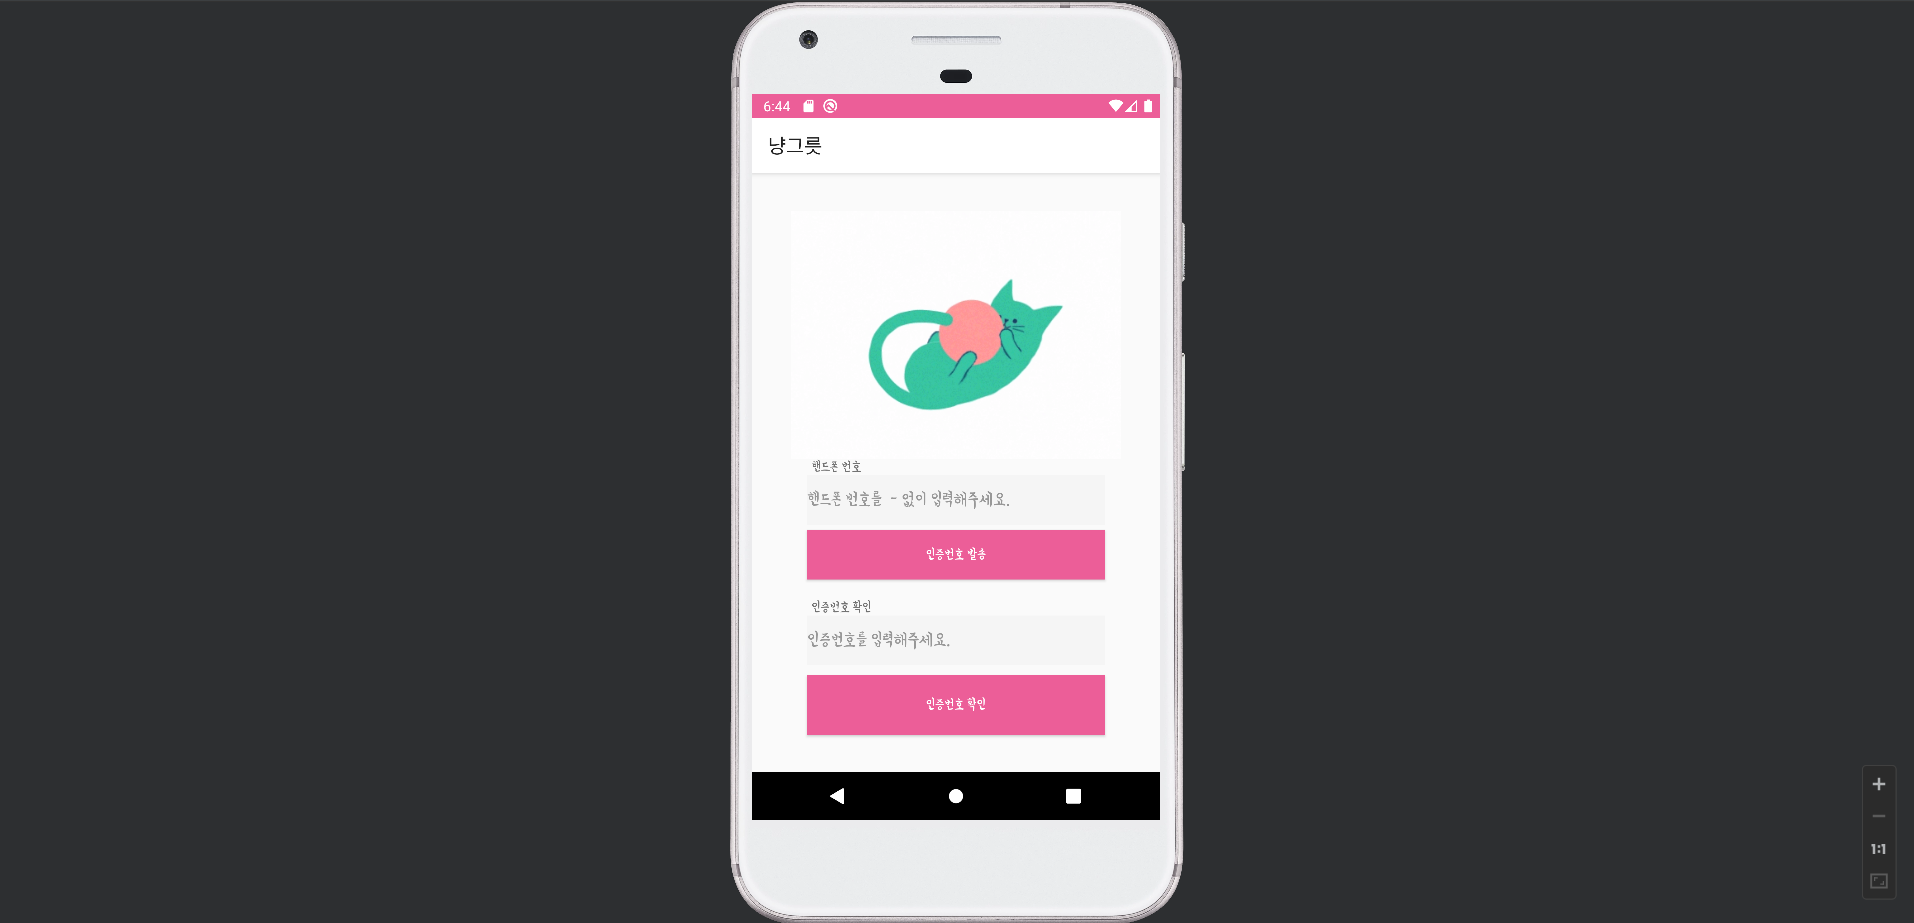 6:44
냥그릇
핸드폰 번호
핸드폰 번호를 - 없이 입력해주세요.
인증번호 발송
인증번호 확인
인증번호를 입력해주세요.
인증번호 확인
1:1